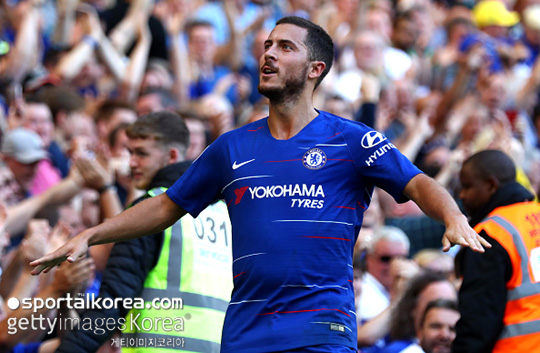 HYUNDAI
YOKOHAMA
TYRES
031
© sportalkorea.com
gettyimages Korea
게티이미지코리아